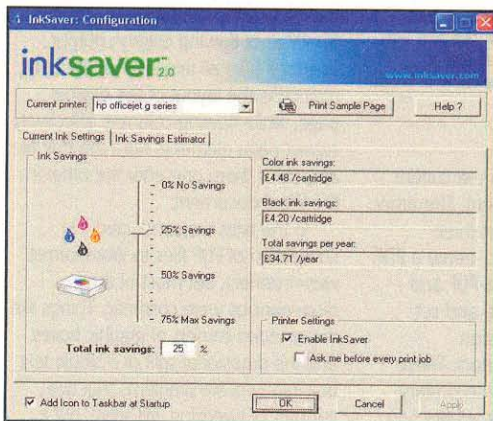 InkSaver: Configuration
inksaver™ 2.0
www.inksaver.com
Current printer: hp officejet g series
Print Sample Page
Help ?
Current Ink Settings
Ink Savings Estimator
Ink Savings
0% No Savings
25% Savings
50% Savings
75% Max Savings
Total ink savings: 25 %
Color ink savings:
£4.48 /cartridge
Black ink savings:
£4.20 /cartridge
Total savings per year:
£34.71 /year
Printer Settings
Enable InkSaver
Ask me before every print job
Add Icon to Taskbar at Startup
OK
Cancel
Apply